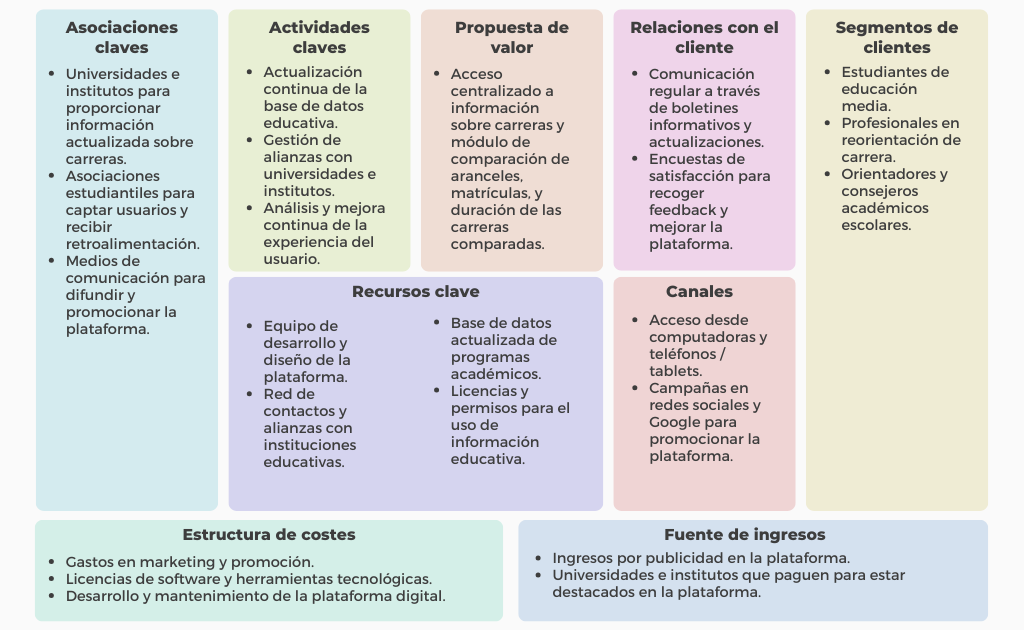 Asociaciones
claves
• Universidades e
institutos para
proporcionar
información
actualizada sobre
carreras.
• Asociaciones
estudiantiles para
captar usuarios y
recibir
retroalimentación.
• Medios de
comunicación para
difundir y
promocionar la
plataforma.
Actividades
claves
• Actualización
continua de la
base de datos
educativa.
• Gestión de
alianzas con
universidades e
institutos.
• Análisis y mejora
continua de la
experiencia del
usuario.
Propuesta de
valor
• Acceso
centralizado a
información
sobre carreras y
módulo de
comparación de
aranceles,
matrículas, y
duración de las
carreras
comparadas.
Relaciones con el
cliente
• Comunicación
regular a través
de boletines
informativos y
actualizaciones.
• Encuestas de
satisfacción para
recoger
feedback y
mejorar la
plataforma.
Segmentos de
clientes
• Estudiantes de
educación
media.
• Profesionales en
reorientación de
carrera.
• Orientadores y
consejeros
académicos
escolares.
Recursos clave
• Equipo de
desarrollo y
diseño de la
plataforma.
• Red de
contactos y
alianzas con
instituciones
educativas.
• Base de datos
actualizada de
programas
académicos.
• Licencias y
permisos para el
uso de
información
educativa.
Canales
• Acceso desde
computadoras y
teléfonos /
tablets.
• Campañas en
redes sociales y
Google para
promocionar la
plataforma.
Estructura de costes
• Gastos en marketing y promoción.
• Licencias de software y herramientas tecnológicas.
• Desarrollo y mantenimiento de la plataforma digital.
Fuente de ingresos
• Ingresos por publicidad en la plataforma.
• Universidades e institutos que paguen para estar
destacados en la plataforma.